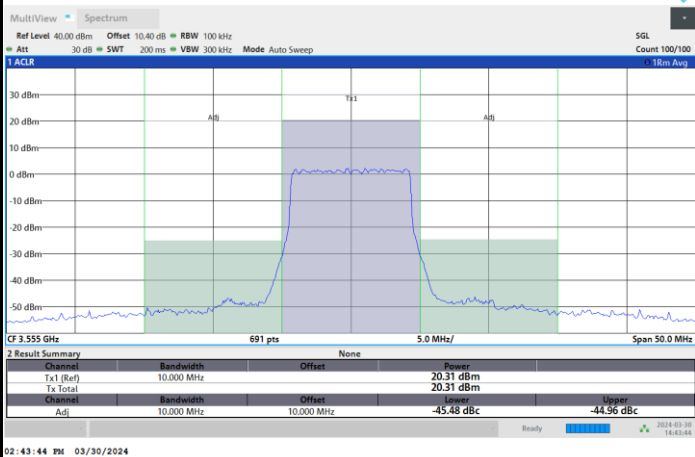 MultiView Spectrum
Ref Level 40.00 dBm Offset 10.40 dB RBW 100 kHz SGL
Att 30 dB SWT 200 ms VBW 300 kHz Mode Auto Sweep Count 100/100
1 ACLR 1Rm Avg
30 dBm
Tx1
20 dBm Adj Adj
10 dBm
0 dBm
-10 dBm
-20 dBm
-30 dBm
-40 dBm
-50 dBm
CF 3.555 GHz 691 pts 5.0 MHz/ Span 50.0 MHz
2 Result Summary None
Channel Bandwidth Offset Power
Tx1 (Ref) 10.000 MHz 20.31 dBm
Tx Total 20.31 dBm
Channel Bandwidth Offset Lower Upper
Adj 10.000 MHz 10.000 MHz -45.48 dBc -44.96 dBc
Ready 2024-03-30
14:43:44
02:43:44 PM 03/30/2024